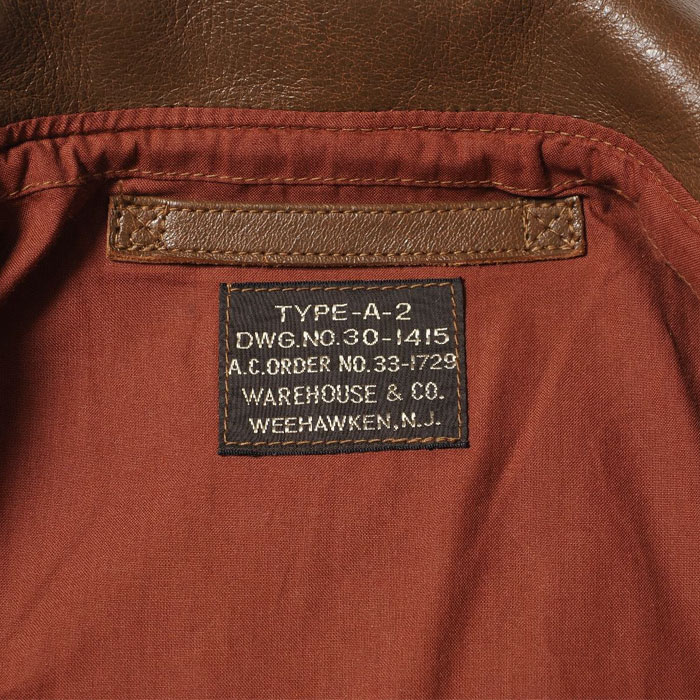 TYPE-A-2
DWG.NO.30-1415
A.C.ORDER NO.33-1729
WAREHOUSE & CO.
WEEHAWKEN,N.J.